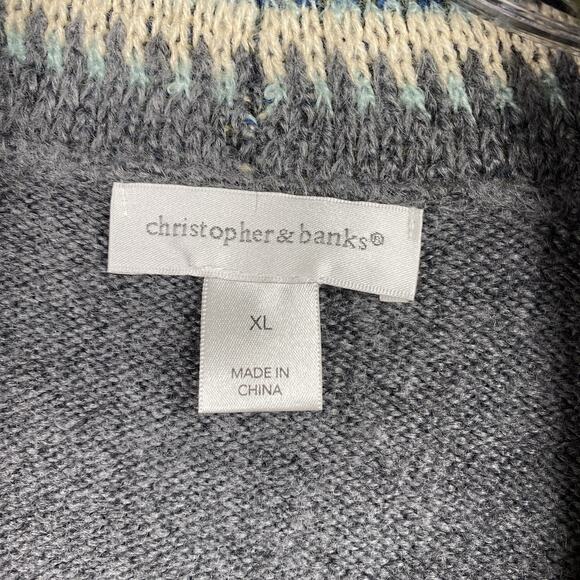 christopher & banks®
XL
MADE IN
CHINA